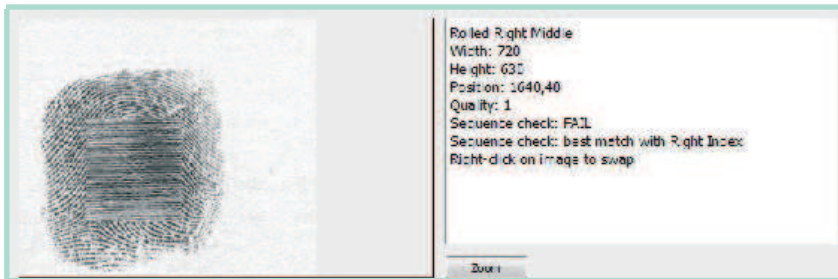 Rolled Right Middle
Width: 720
Height: 630
Position: 1640,40
Quality: 1
Sequence check: FAIL
Sequence check: best match with Right Index
Right-click on image to swap
Zoom